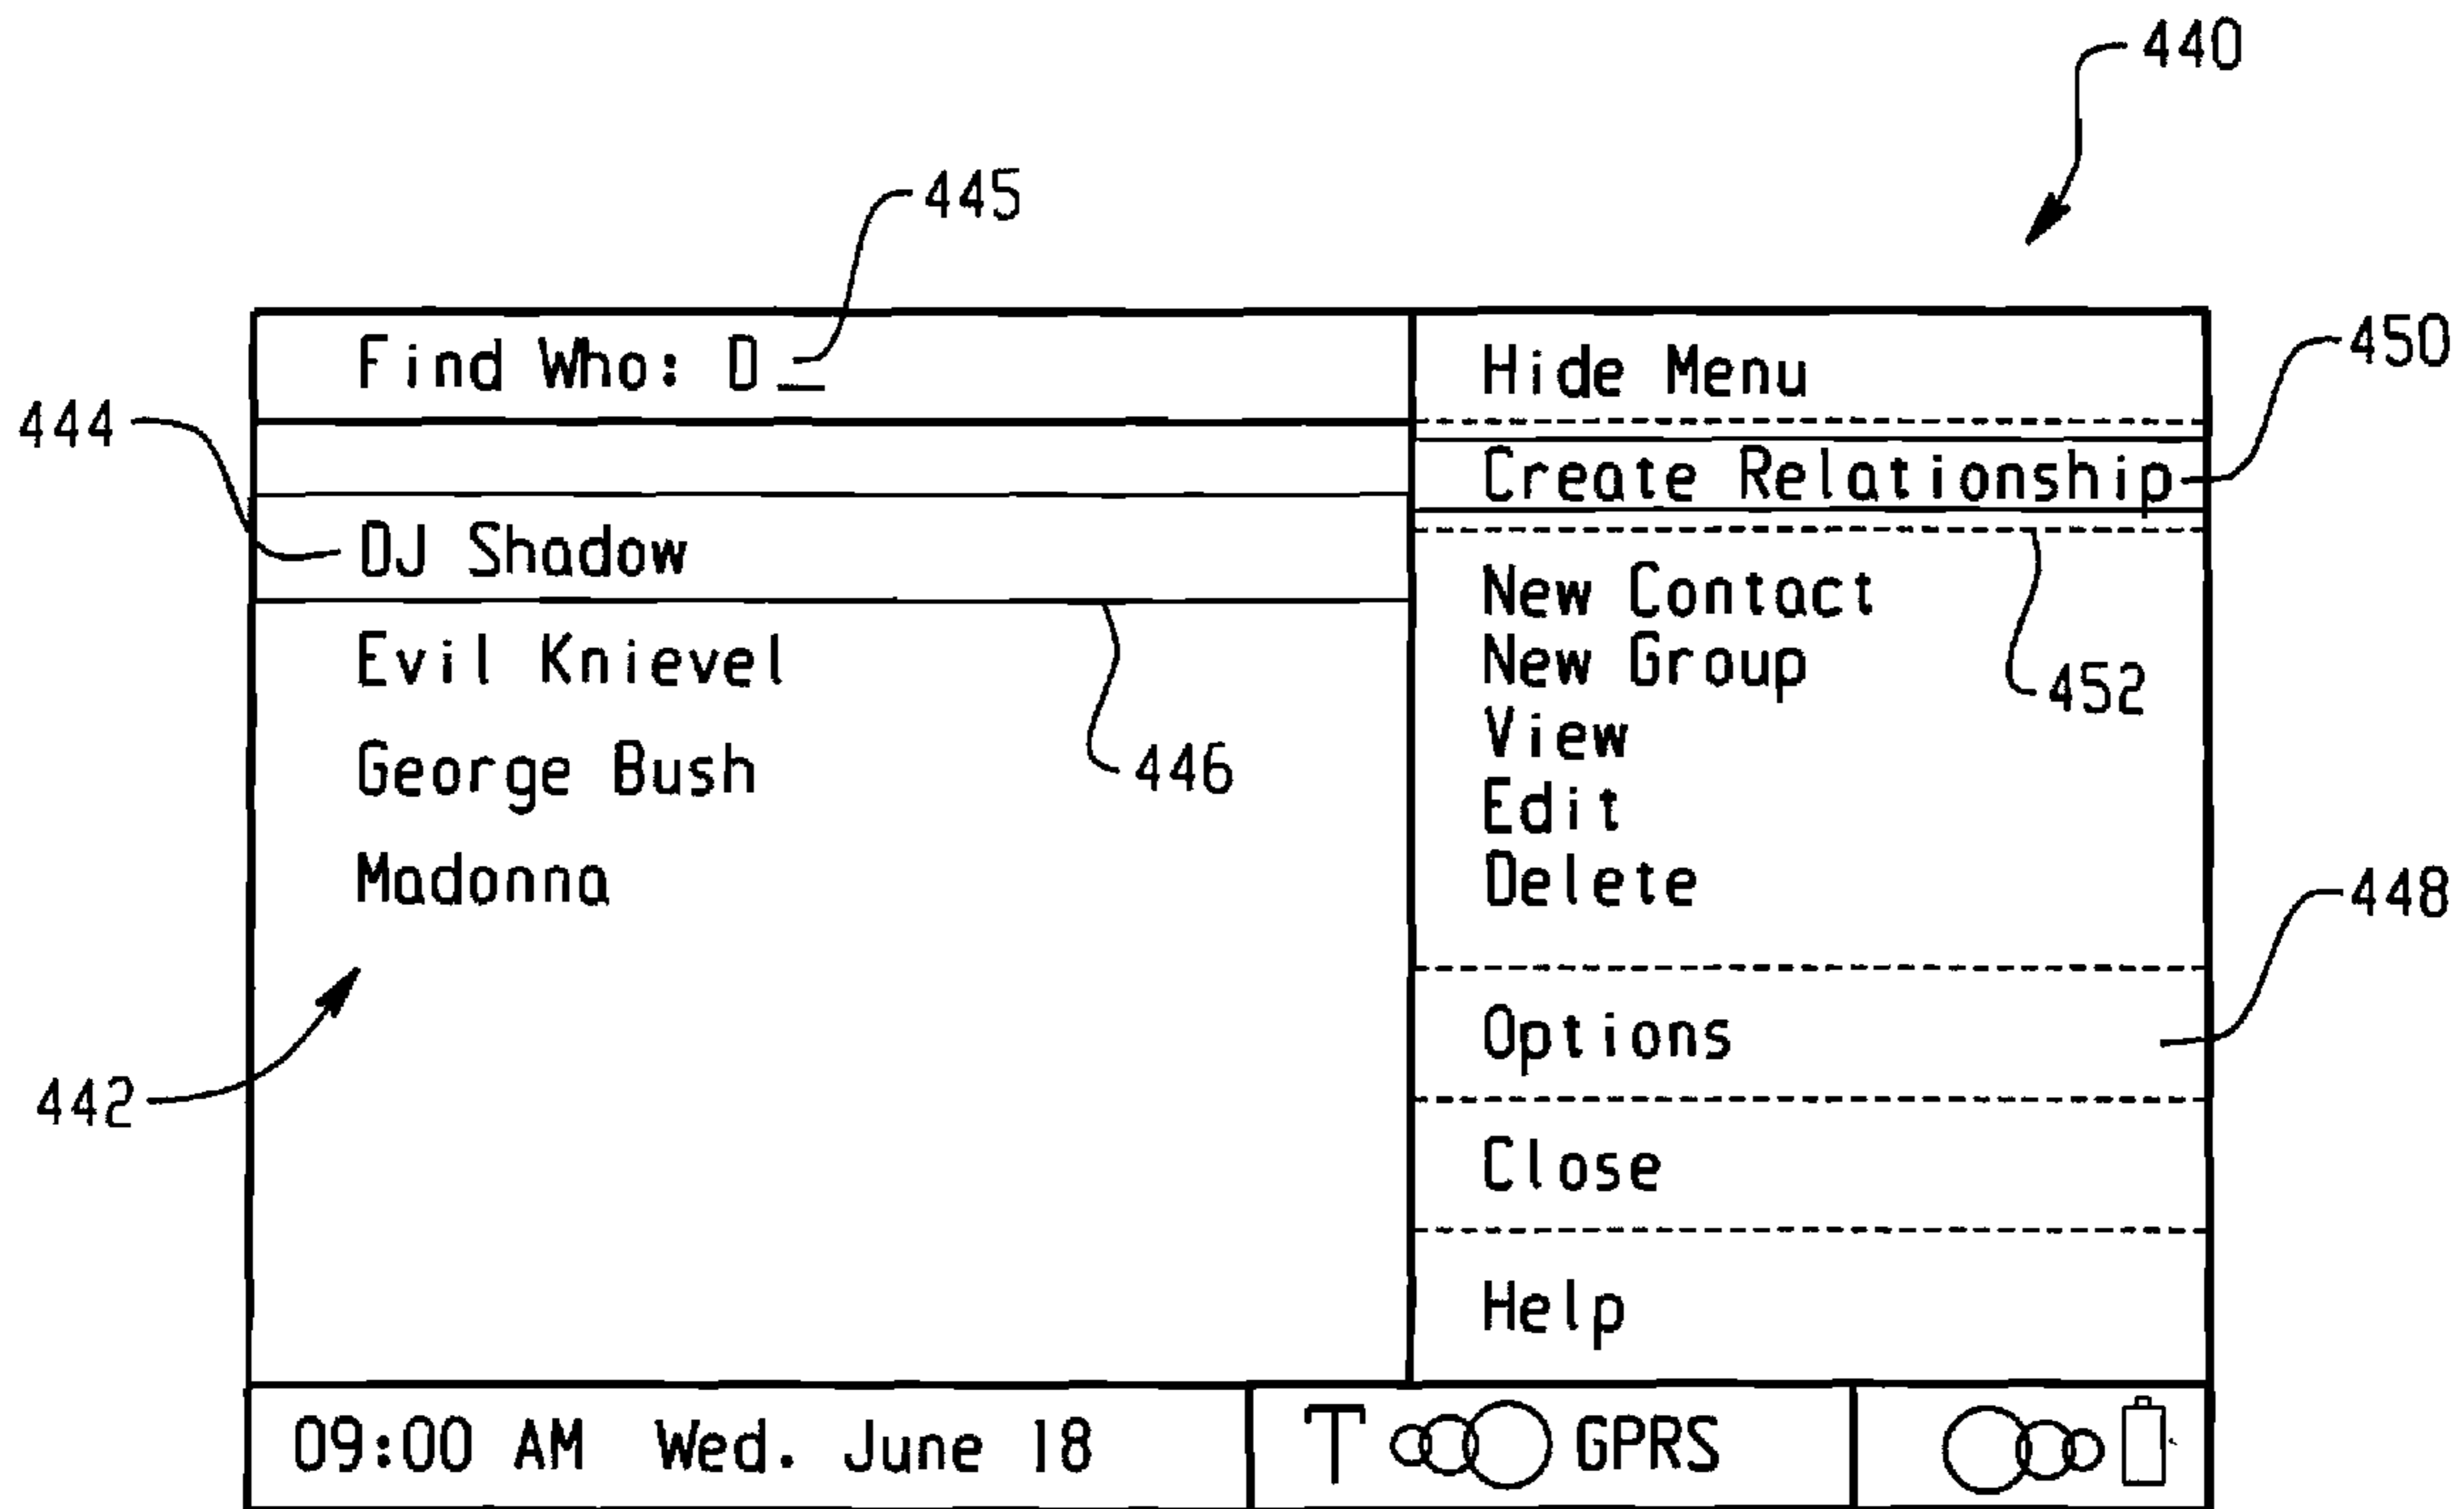 440
445
Find Who: D_
Hide Menu
450
444
Create Relationship
DJ Shadow
New Contact
Evil Knievel
New Group
452
View
George Bush
446
Edit
Madonna
Delete
448
Options
442
Close
Help
09:00 AM Wed. June 18
GPRS